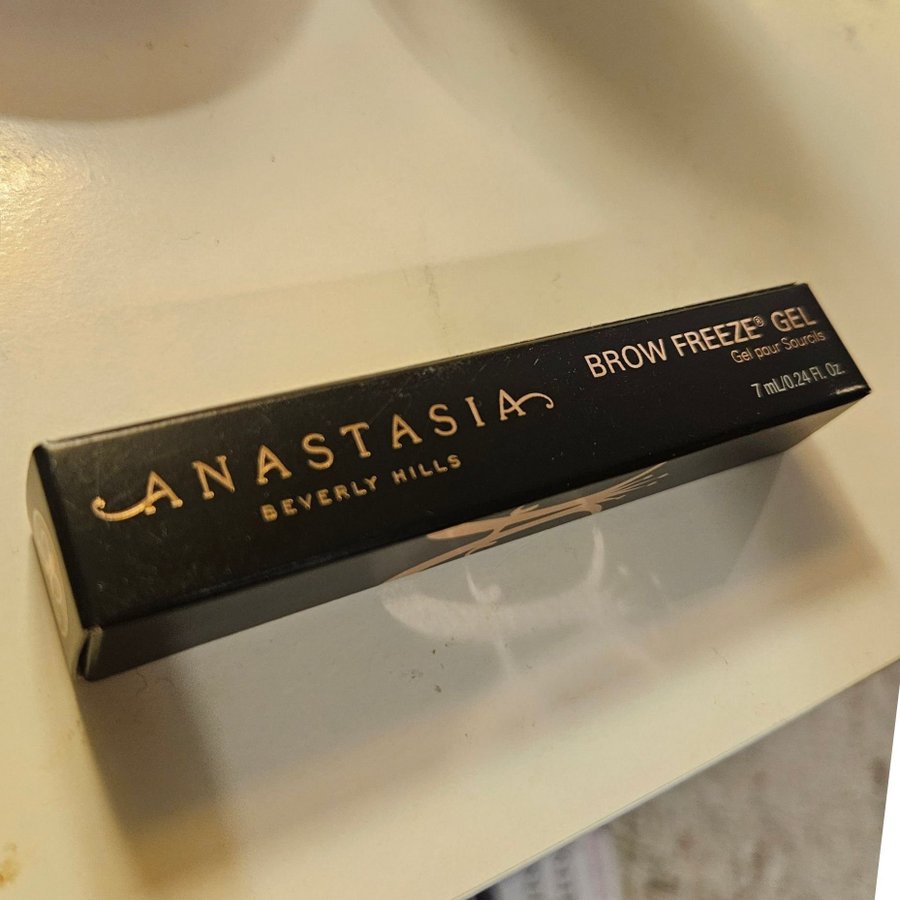 ANASTASIA
BEVERLY HILLS
BROW FREEZE® GEL
Gel pour Sourcils
7 mL/0.24 Fl. Oz.